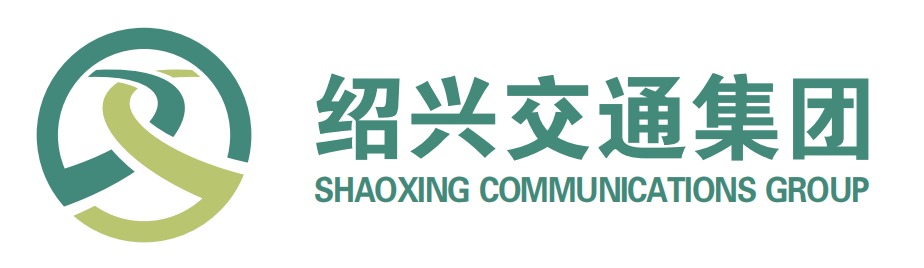 绍兴交通集团
SHAOXING COMMUNICATIONS GROUP